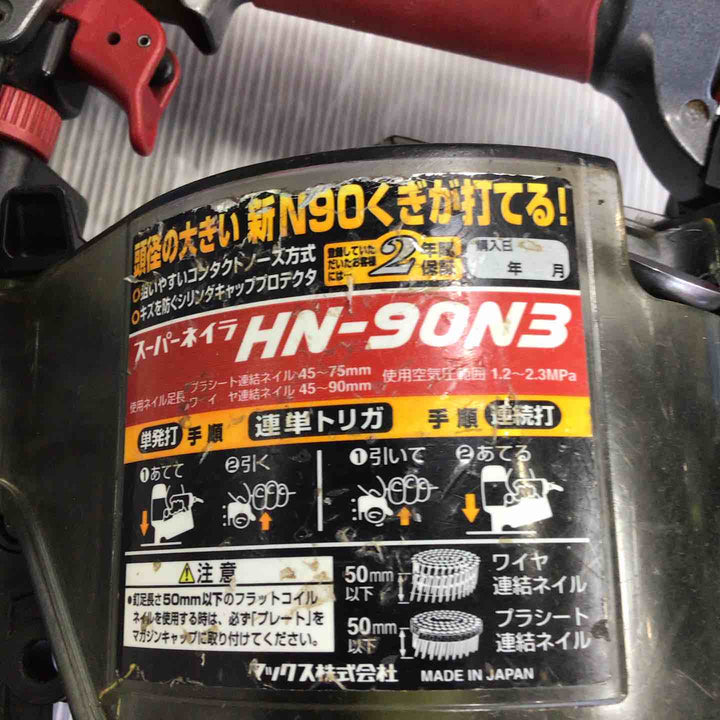 頭径の大きい 新N90くぎが打てる!
○狙いやすいコンタクトノーズ方式
○キズを防ぐシリンダキャッププロテクタ
登録していただいたお客様には…
2年間保証
購入日
年 月
スーパーネイラ HN-90N3
使用ネイル足長
プラシート連結ネイル 45～75mm
ワイヤ連結ネイル 45～90mm
使用空気圧範囲 1.2～2.3MPa
単発打 手順 連単トリガ 手順 連続打
❶あてて ❷引く ❶引いて ❷あてる
⚠注意
●釘足長さ50mm以下のフラットコイル
ネイルを使用する時は、必ず「プレート」を
マガジンキャップに取り付けてください。
50mm以下
ワイヤ連結ネイル
50mm以下
プラシート連結ネイル
マックス株式会社 MADE IN JAPAN